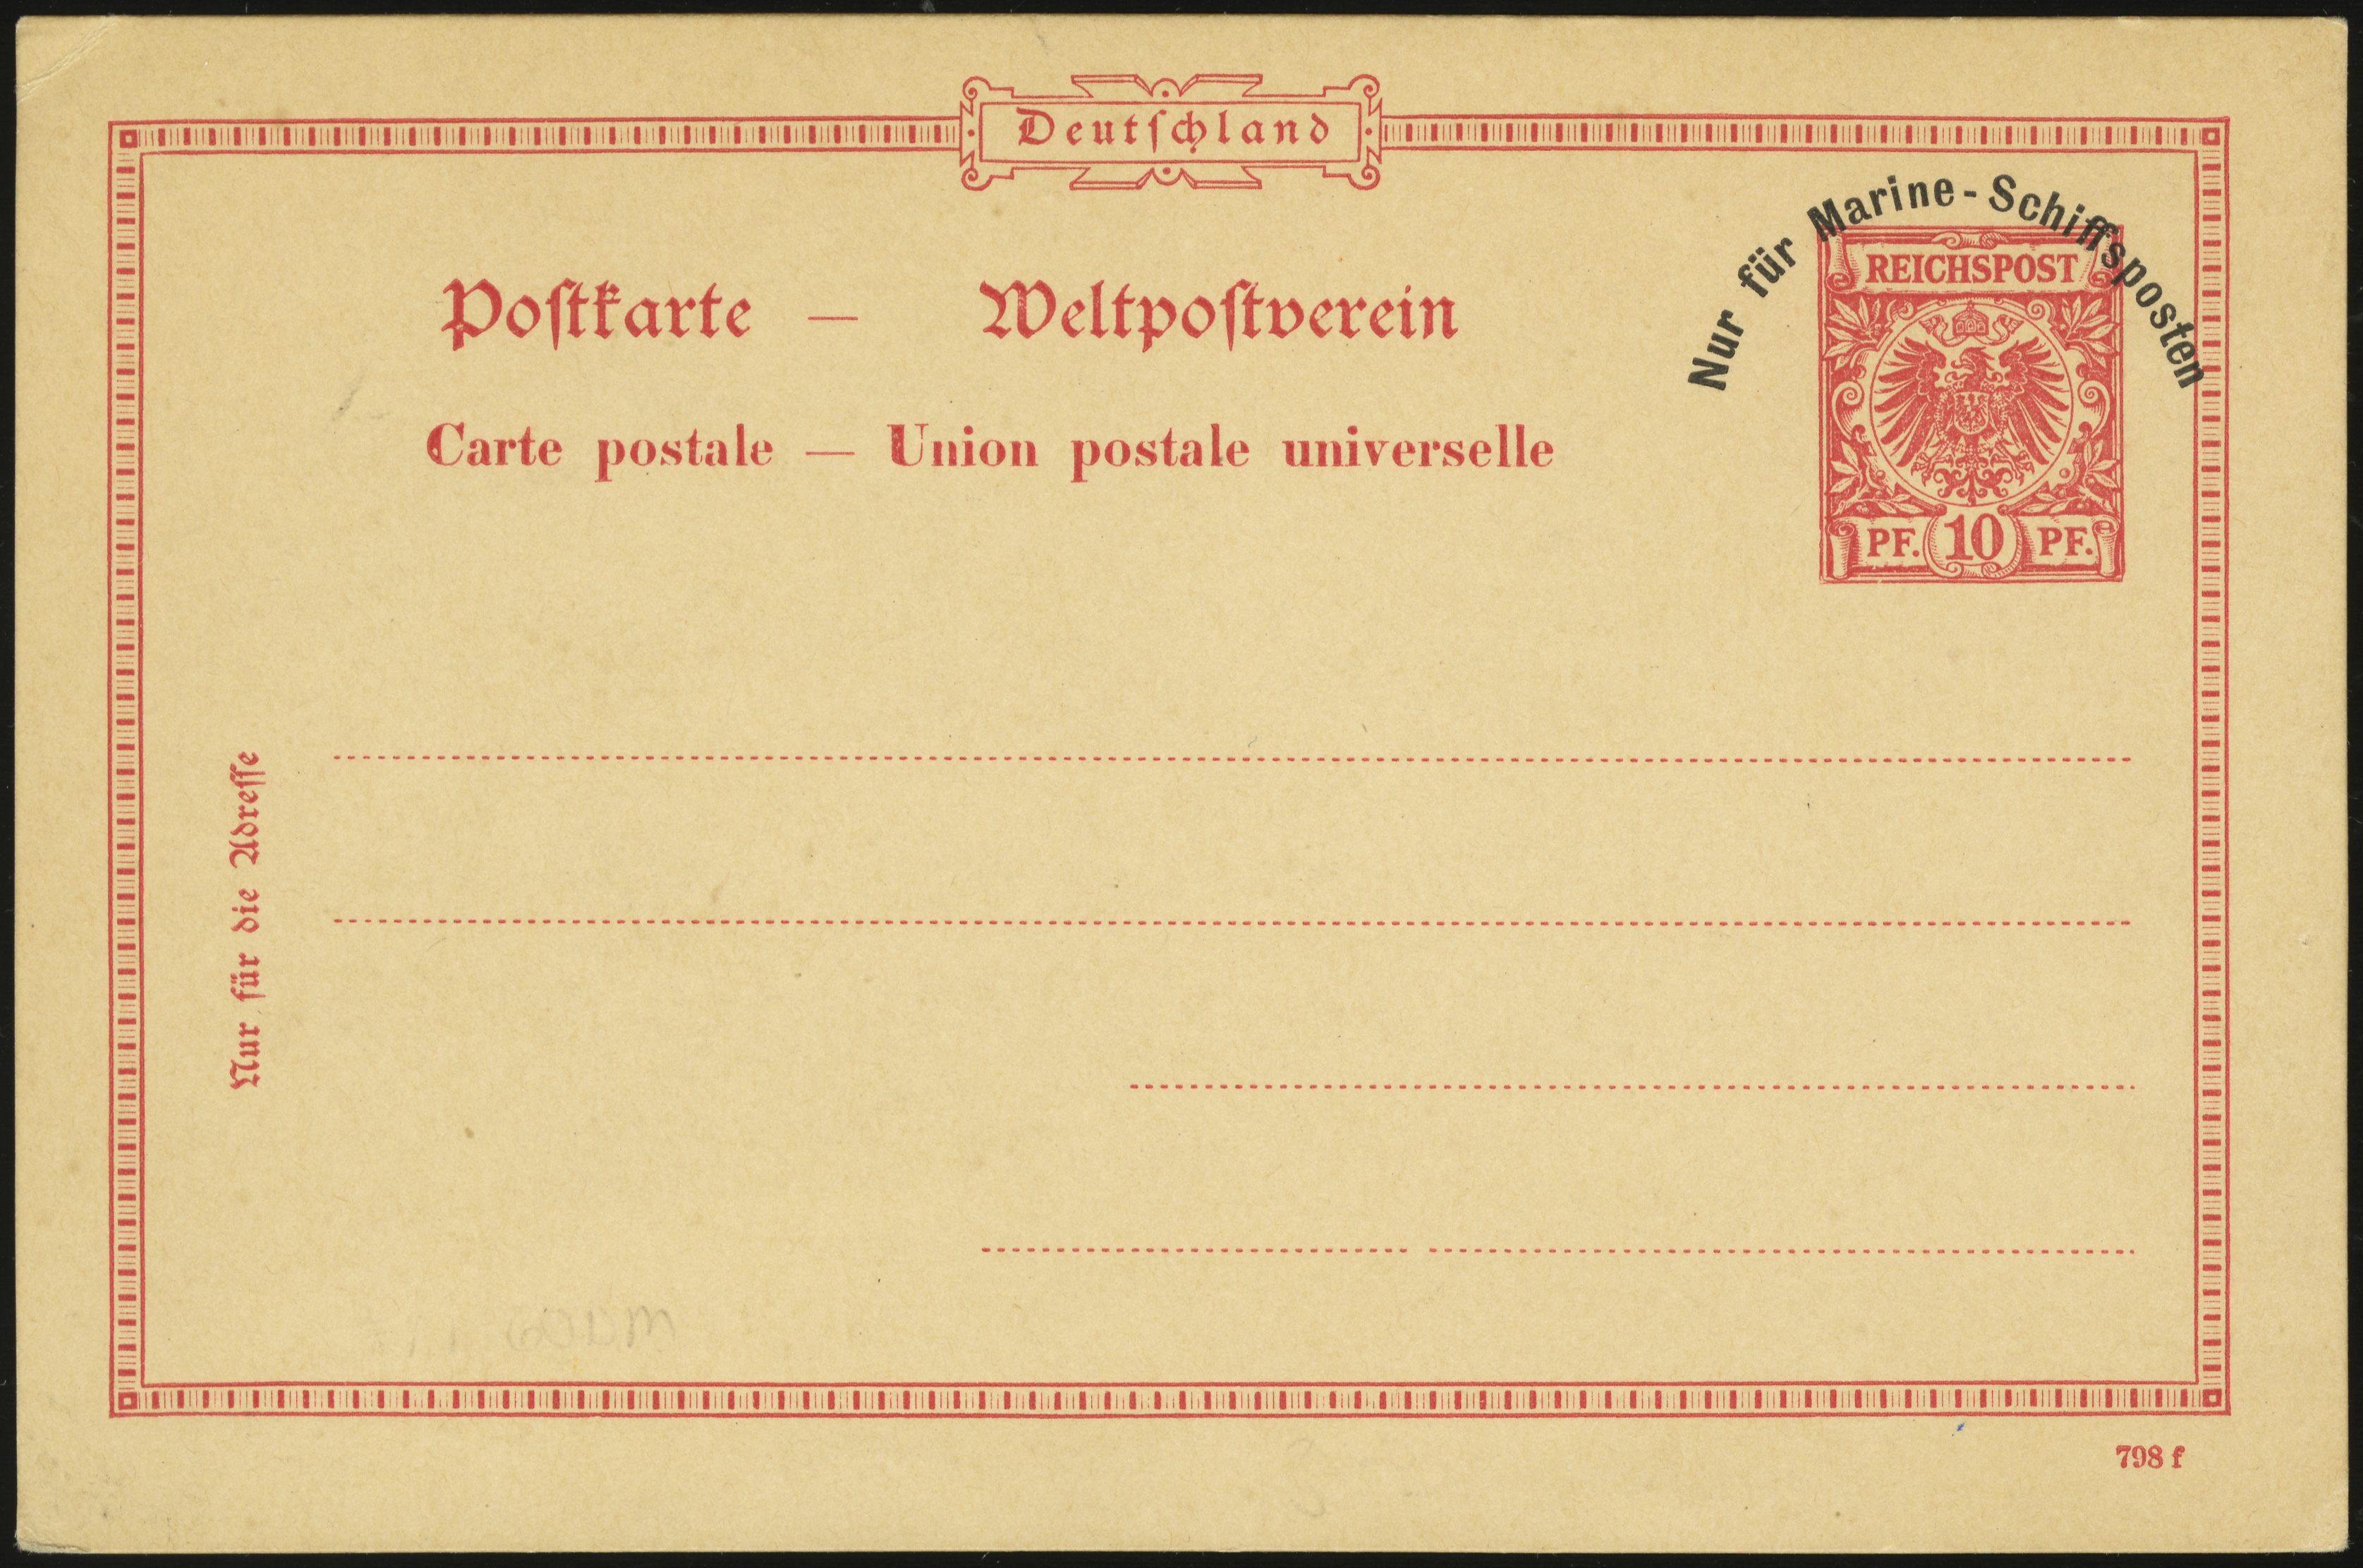 Deutſchland
Nur für Marine-Schiffsposten
REICHSPOST
Poſtkarte — Weltpoſtverein
Carte postale — Union postale universelle
PF. 10 PF.
Nur für die Adreſſe
798 f